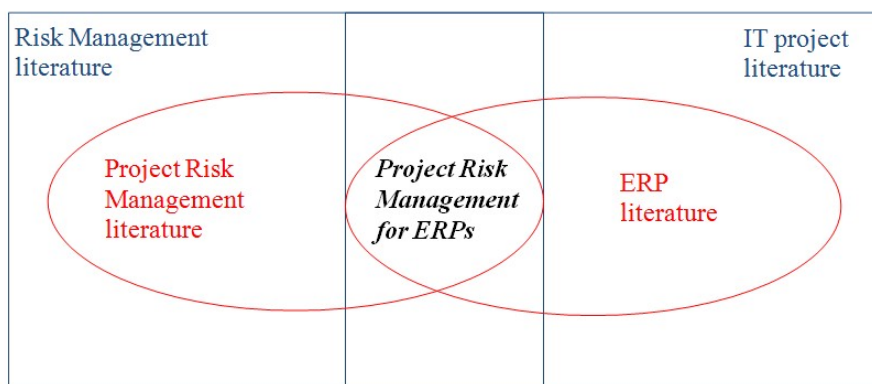 Risk Management
literature
IT project
literature
Project Risk
Management
literature
Project Risk
Management
for ERPs
ERP
literature